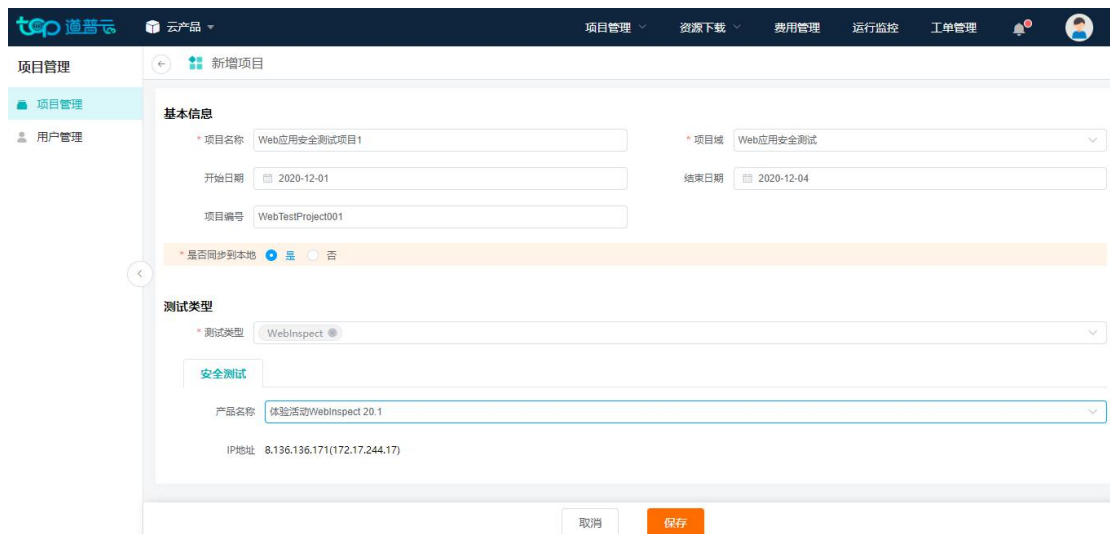 top 道普云 云产品 项目管理 资源下载 费用管理 运行监控 工单管理
项目管理 新增项目
项目管理
用户管理
基本信息
* 项目名称 Web应用安全测试项目1 * 项目域 Web应用安全测试
开始日期 2020-12-01 结束日期 2020-12-04
项目编号 WebTestProject001
* 是否同步到本地 是 否
测试类型
* 测试类型 WebInspect
安全测试
产品名称 体验活动WebInspect 20.1
IP地址 8.136.136.171(172.17.244.17)
取消 保存